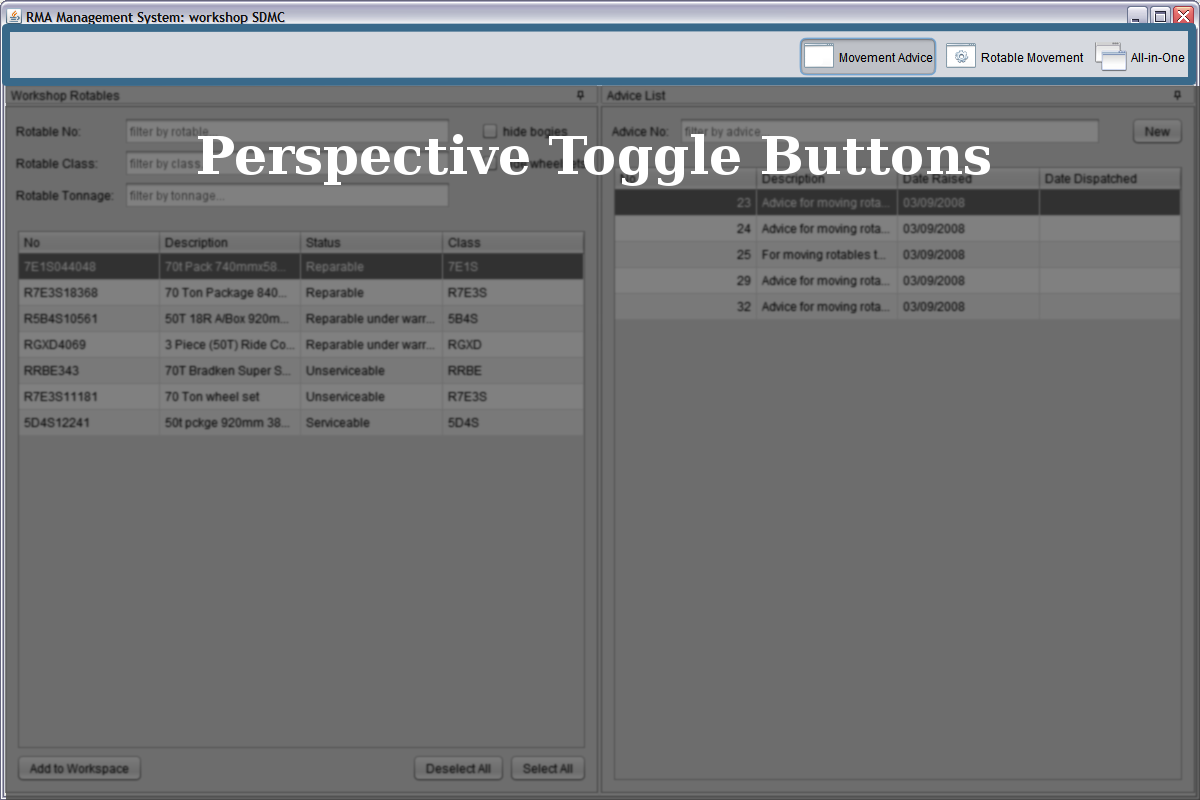 RMA Management System: workshop SDMC
Movement Advice
Rotable Movement
All-in-One
Workshop Rotables
Advice List
Perspective Toggle Buttons
Rotable No:
filter by rotable...
hide bogies
Rotable Class:
filter by class...
Rotable Tonnage:
filter by tonnage...
No Description Status Class
7E1S044048 70t Pack 740mmx58... Reparable 7E1S
R7E3S18368 70 Ton Package 840... Reparable R7E3S
R5B4S10561 50T 18R A/Box 920m... Reparable under warr... 5B4S
RGXD4069 3 Piece (50T) Ride Co... Reparable under warr... RGXD
RRBE343 70T Bradken Super S... Unserviceable RRBE
R7E3S11181 70 Ton wheel set Unserviceable R7E3S
5D4S12241 50t pckge 920mm 38... Serviceable 5D4S
Add to Workspace
Deselect All
Select All
Advice No:
filter by advice...
New
Description Date Raised Date Dispatched
23 Advice for moving rota... 03/09/2008
24 Advice for moving rota... 03/09/2008
25 For moving rotables t... 03/09/2008
29 Advice for moving rota... 03/09/2008
32 Advice for moving rota... 03/09/2008